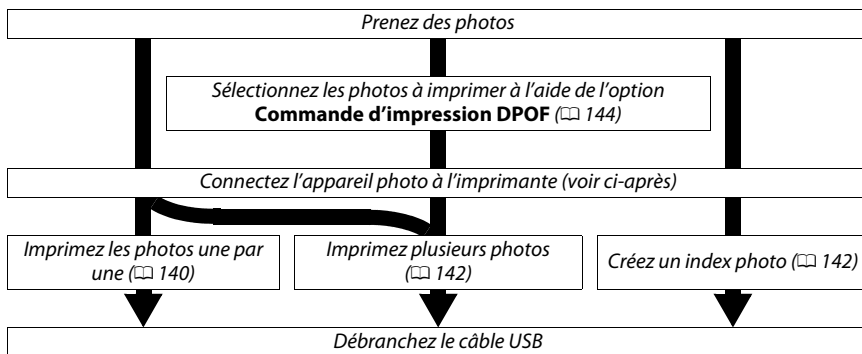 Prenez des photos
Sélectionnez les photos à imprimer à l'aide de l'option
Commande d'impression DPOF (📖 144)
Connectez l'appareil photo à l'imprimante (voir ci-après)
Imprimez les photos une par
une (📖 140)
Imprimez plusieurs photos
(📖 142)
Créez un index photo (📖 142)
Débranchez le câble USB